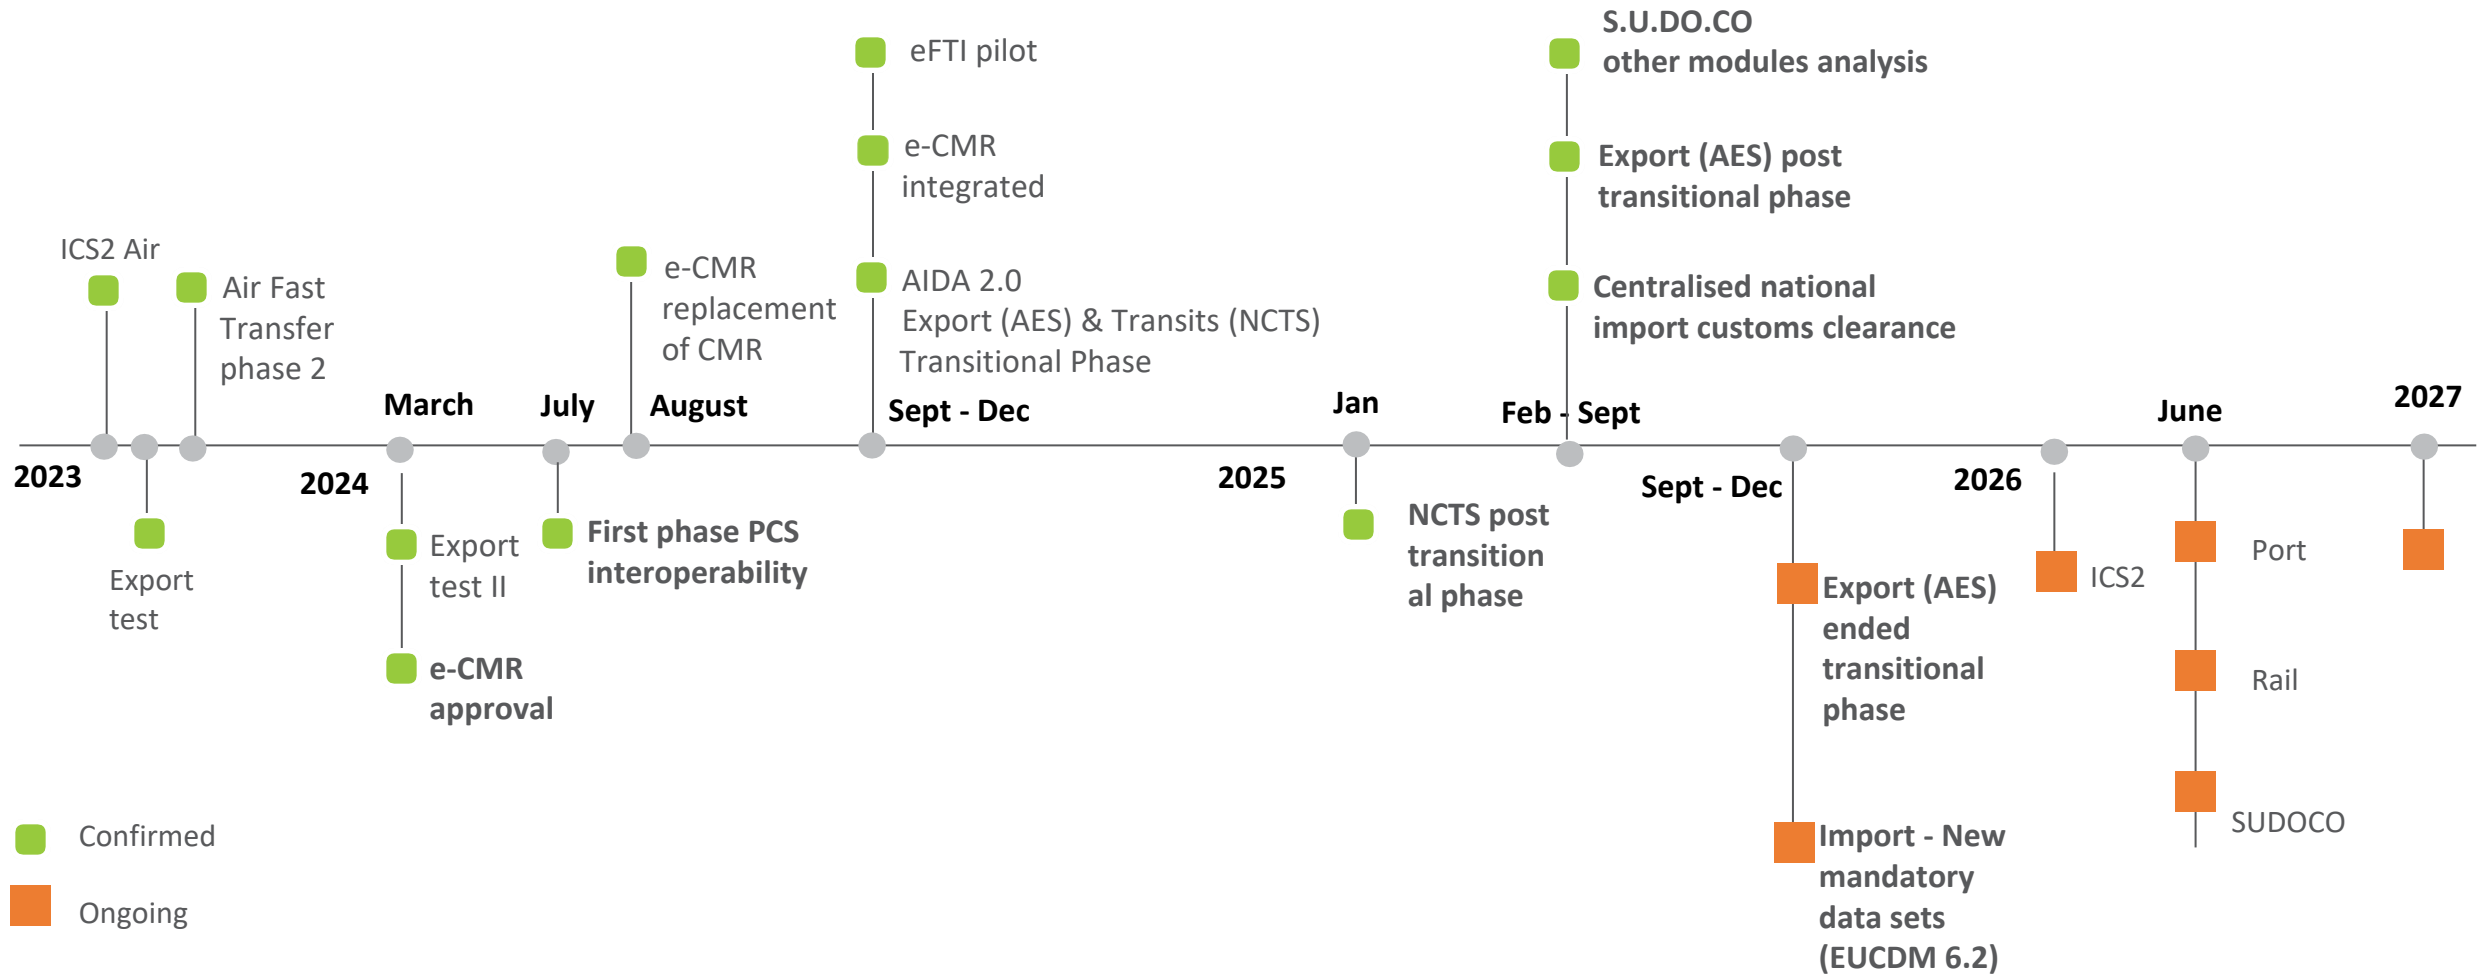 S.U.DO.CO
other modules analysis
eFTI pilot
e-CMR
integrated
Export (AES) post
transitional phase
ICS2 Air
Air Fast
Transfer
phase 2
e-CMR
replacement
of CMR
AIDA 2.0
Export (AES) & Transits (NCTS)
Transitional Phase
Centralised national
import customs clearance
March
July
August
Sept - Dec
Jan
Feb - Sept
June
2027
2023
2024
2025
Sept - Dec
2026
Export
test
Export
test II
e-CMR
approval
First phase PCS
interoperability
NCTS post
transition
al phase
Export (AES)
ended
transitional
phase
Import - New
mandatory
data sets
(EUCDM 6.2)
ICS2
Port
Rail
SUDOCO
Confirmed
Ongoing